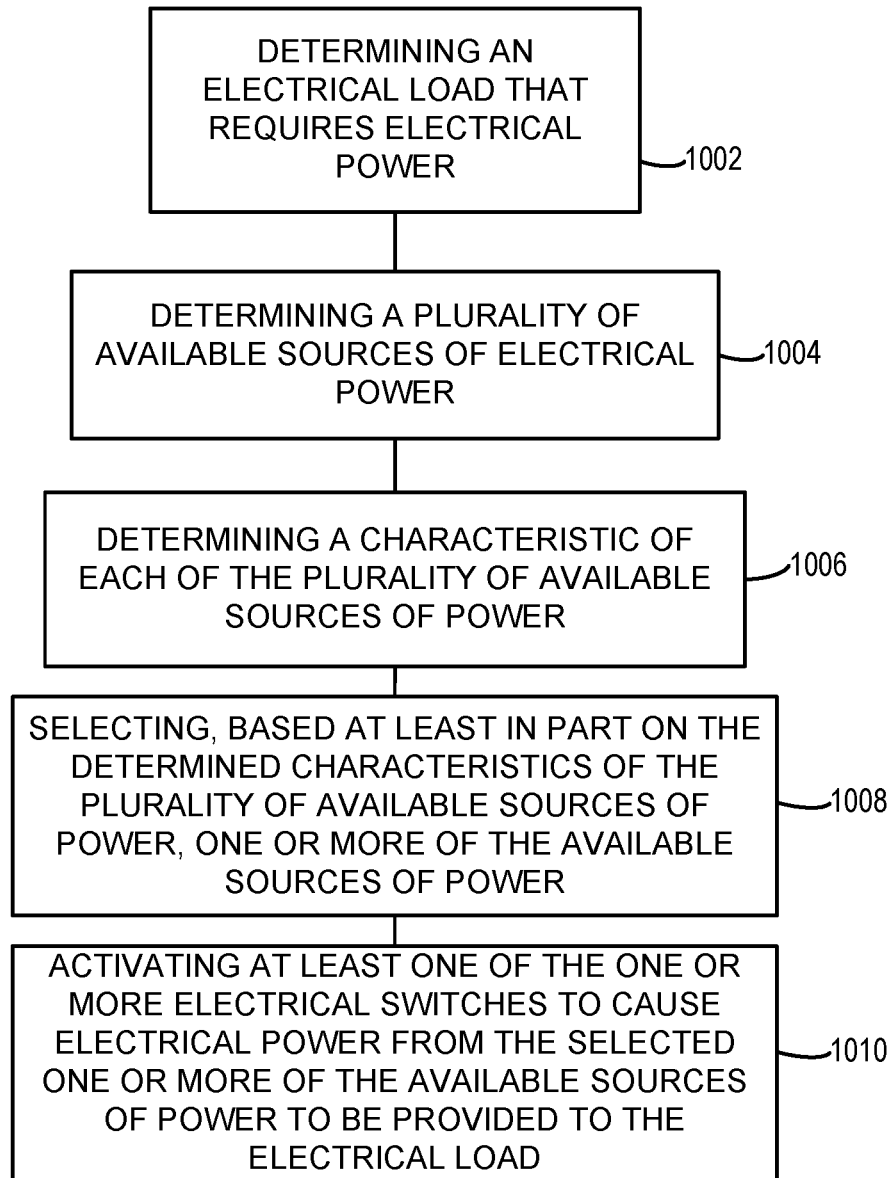 DETERMINING AN
ELECTRICAL LOAD THAT
REQUIRES ELECTRICAL
POWER
1002
DETERMINING A PLURALITY OF
AVAILABLE SOURCES OF ELECTRICAL
POWER
1004
DETERMINING A CHARACTERISTIC OF
EACH OF THE PLURALITY OF AVAILABLE
SOURCES OF POWER
1006
SELECTING, BASED AT LEAST IN PART ON THE
DETERMINED CHARACTERISTICS OF THE
PLURALITY OF AVAILABLE SOURCES OF
POWER, ONE OR MORE OF THE AVAILABLE
SOURCES OF POWER
1008
ACTIVATING AT LEAST ONE OF THE ONE OR
MORE ELECTRICAL SWITCHES TO CAUSE
ELECTRICAL POWER FROM THE SELECTED
ONE OR MORE OF THE AVAILABLE SOURCES
OF POWER TO BE PROVIDED TO THE
ELECTRICAL LOAD
1010